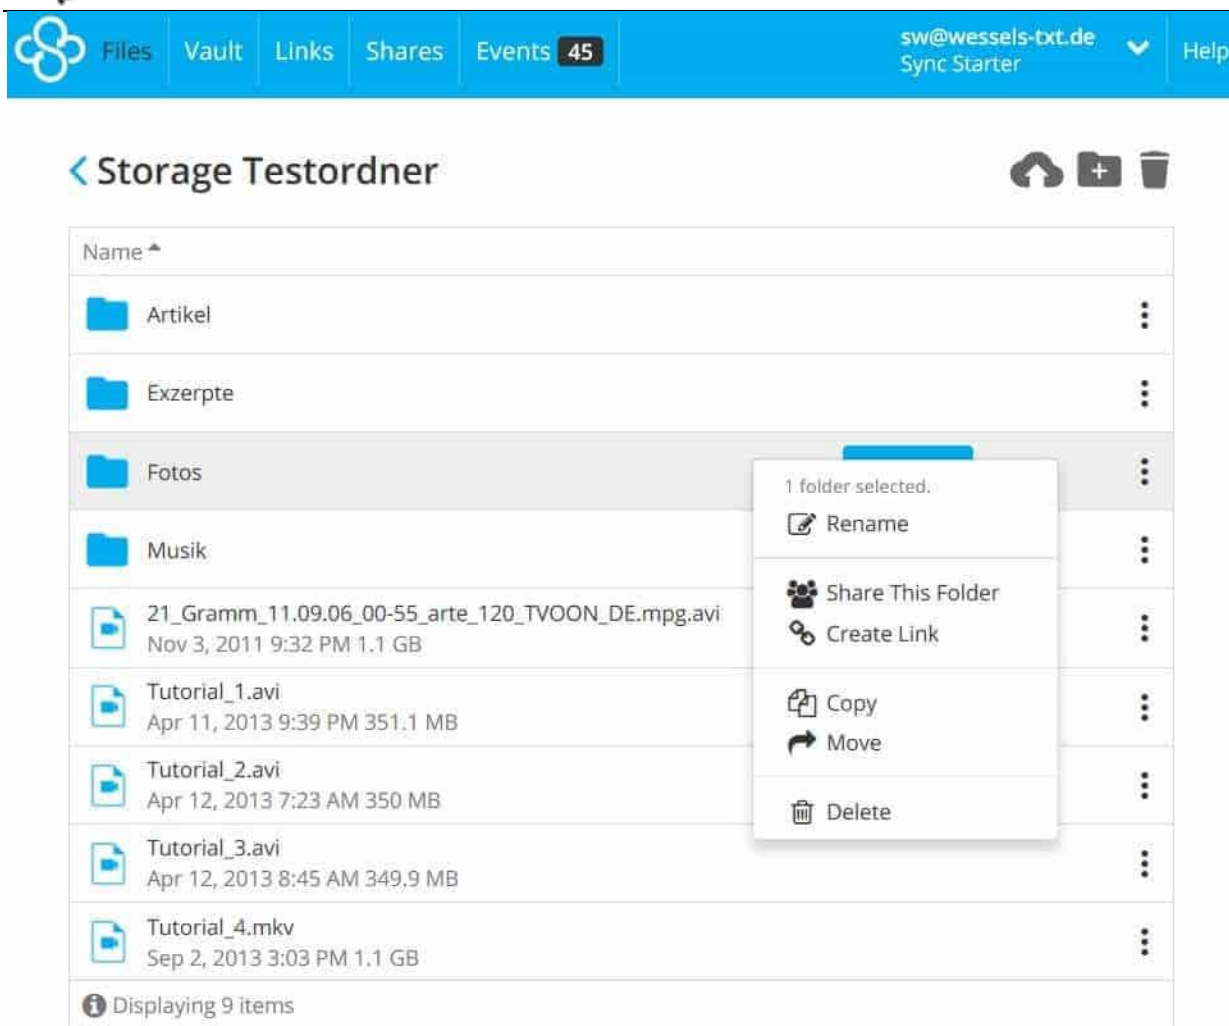 Files Vault Links Shares Events 45 sw@wessels-txt.de Help
Sync Starter
Storage Testordner
Name
Artikel
Exzerpte
Fotos
1 folder selected.
Rename
Share This Folder
Create Link
Copy
Move
Delete
Musik
21_Gramm_11.09.06_00-55_arte_120_TVOON_DE.mpg.avi
Nov 3, 2011 9:32 PM 1.1 GB
Tutorial_1.avi
Apr 11, 2013 9:39 PM 351.1 MB
Tutorial_2.avi
Apr 12, 2013 7:23 AM 350 MB
Tutorial_3.avi
Apr 12, 2013 8:45 AM 349.9 MB
Tutorial_4.mkv
Sep 2, 2013 3:03 PM 1.1 GB
Displaying 9 items